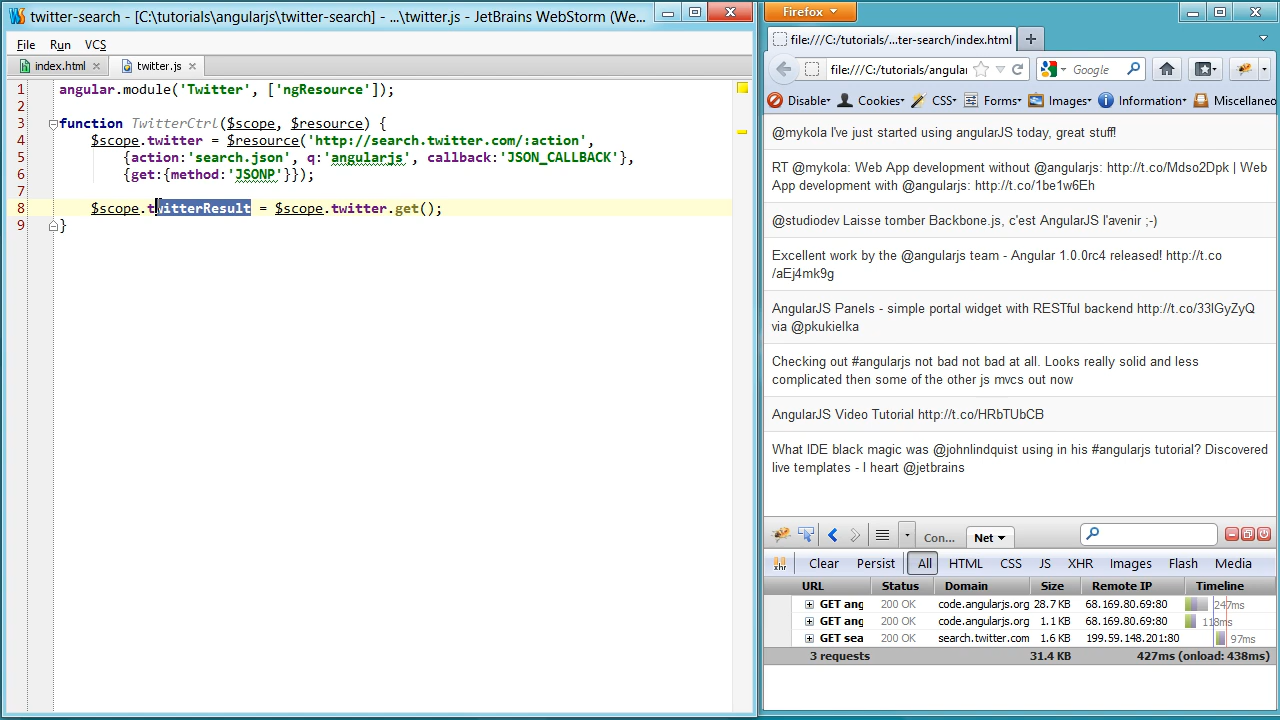 twitter-search - [C:\tutorials\angularjs\twitter-search] - ...\twitter.js - JetBrains WebStorm (We...
File Run VCS
index.html twitter.js
1 angular.module('Twitter', ['ngResource']);
2
3 function TwitterCtrl($scope, $resource) {
4 $scope.twitter = $resource('http://search.twitter.com/:action',
5 {action:'search.json', q:'angularjs', callback:'JSON_CALLBACK'},
6 {get:{method:'JSONP'}});
7
8 $scope.twitterResult = $scope.twitter.get();
9 }
Firefox
file:///C:/tutorials/...ter-search/index.html
file:///C:/tutorials/angular
Google
Disable Cookies CSS Forms Images Information Miscellaneo
@mykola I've just started using angularJS today, great stuff!
RT @mykola: Web App development without @angularjs: http://t.co/Mdso2Dpk | Web
App development with @angularjs: http://t.co/1be1w6Eh
@studiodev Laisse tomber Backbone.js, c'est AngularJS l'avenir ;-)
Excellent work by the @angularjs team - Angular 1.0.0rc4 released! http://t.co
/aEj4mk9g
AngularJS Panels - simple portal widget with RESTful backend http://t.co/33lGyZyQ
via @pkukielka
Checking out #angularjs not bad not bad at all. Looks really solid and less
complicated then some of the other js mvcs out now
AngularJS Video Tutorial http://t.co/HRbTUbCB
What IDE black magic was @johnlindquist using in his #angularjs tutorial? Discovered
live templates - I heart @jetbrains
Con... Net
xhr Clear Persist All HTML CSS JS XHR Images Flash Media
URL Status Domain Size Remote IP Timeline
GET ang 200 OK code.angularjs.org 28.7 KB 68.169.80.69:80 247ms
GET ang 200 OK code.angularjs.org 1.1 KB 68.169.80.69:80 118ms
GET sea 200 OK search.twitter.com 1.6 KB 199.59.148.201:80 97ms
3 requests 31.4 KB 427ms (onload: 438ms)